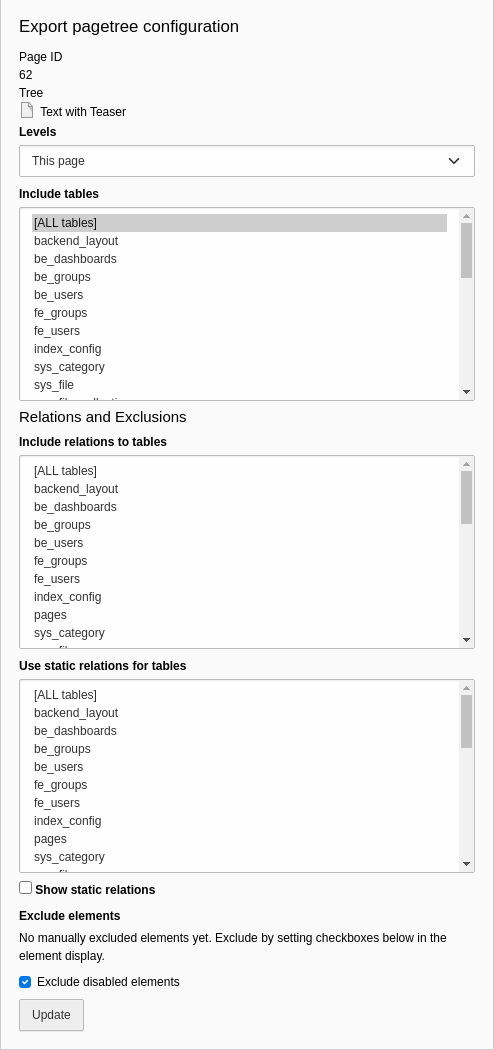 Export pagetree configuration
Page ID
62
Tree
Text with Teaser
Levels
This page
Include tables
[ALL tables]
backend_layout
be_dashboards
be_groups
be_users
fe_groups
fe_users
index_config
sys_category
sys_file
Relations and Exclusions
Include relations to tables
[ALL tables]
backend_layout
be_dashboards
be_groups
be_users
fe_groups
fe_users
index_config
pages
sys_category
Use static relations for tables
[ALL tables]
backend_layout
be_dashboards
be_groups
be_users
fe_groups
fe_users
index_config
pages
sys_category
Show static relations
Exclude elements
No manually excluded elements yet. Exclude by setting checkboxes below in the
element display.
Exclude disabled elements
Update